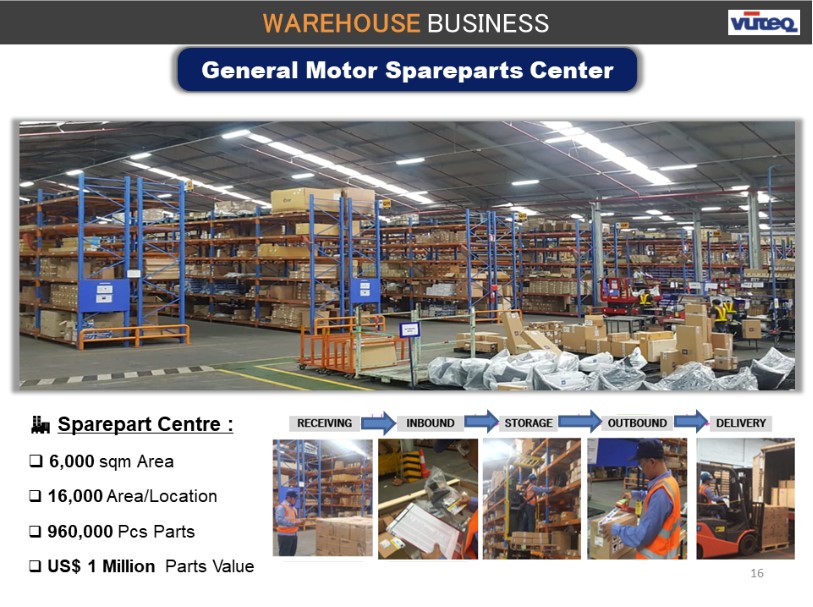 WAREHOUSE BUSINESS
VUTEQ
General Motor Spareparts Center
Sparepart Centre :
6,000 sqm Area
16,000 Area/Location
960,000 Pcs Parts
US$ 1 Million Parts Value
RECEIVING
INBOUND
STORAGE
OUTBOUND
DELIVERY
16